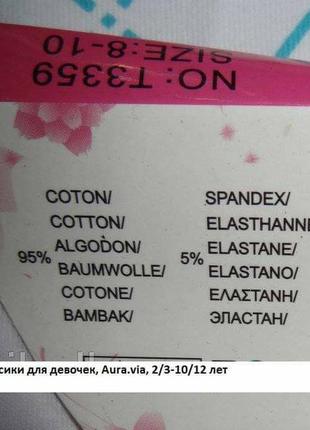 NO: T3359
SIZE:8-10
COTON/
COTTON/
ALGODON/
95%
BAUMWOLLE/
COTONE/
BAMBAK/
SPANDEX/
ELASTHANNE
ELASTANE/
5%
ELASTANO/
ΕΛΑΣΤΑΝΗ/
ЭЛАСТАН/
сики для девочек, Aura.via, 2/3-10/12 лет